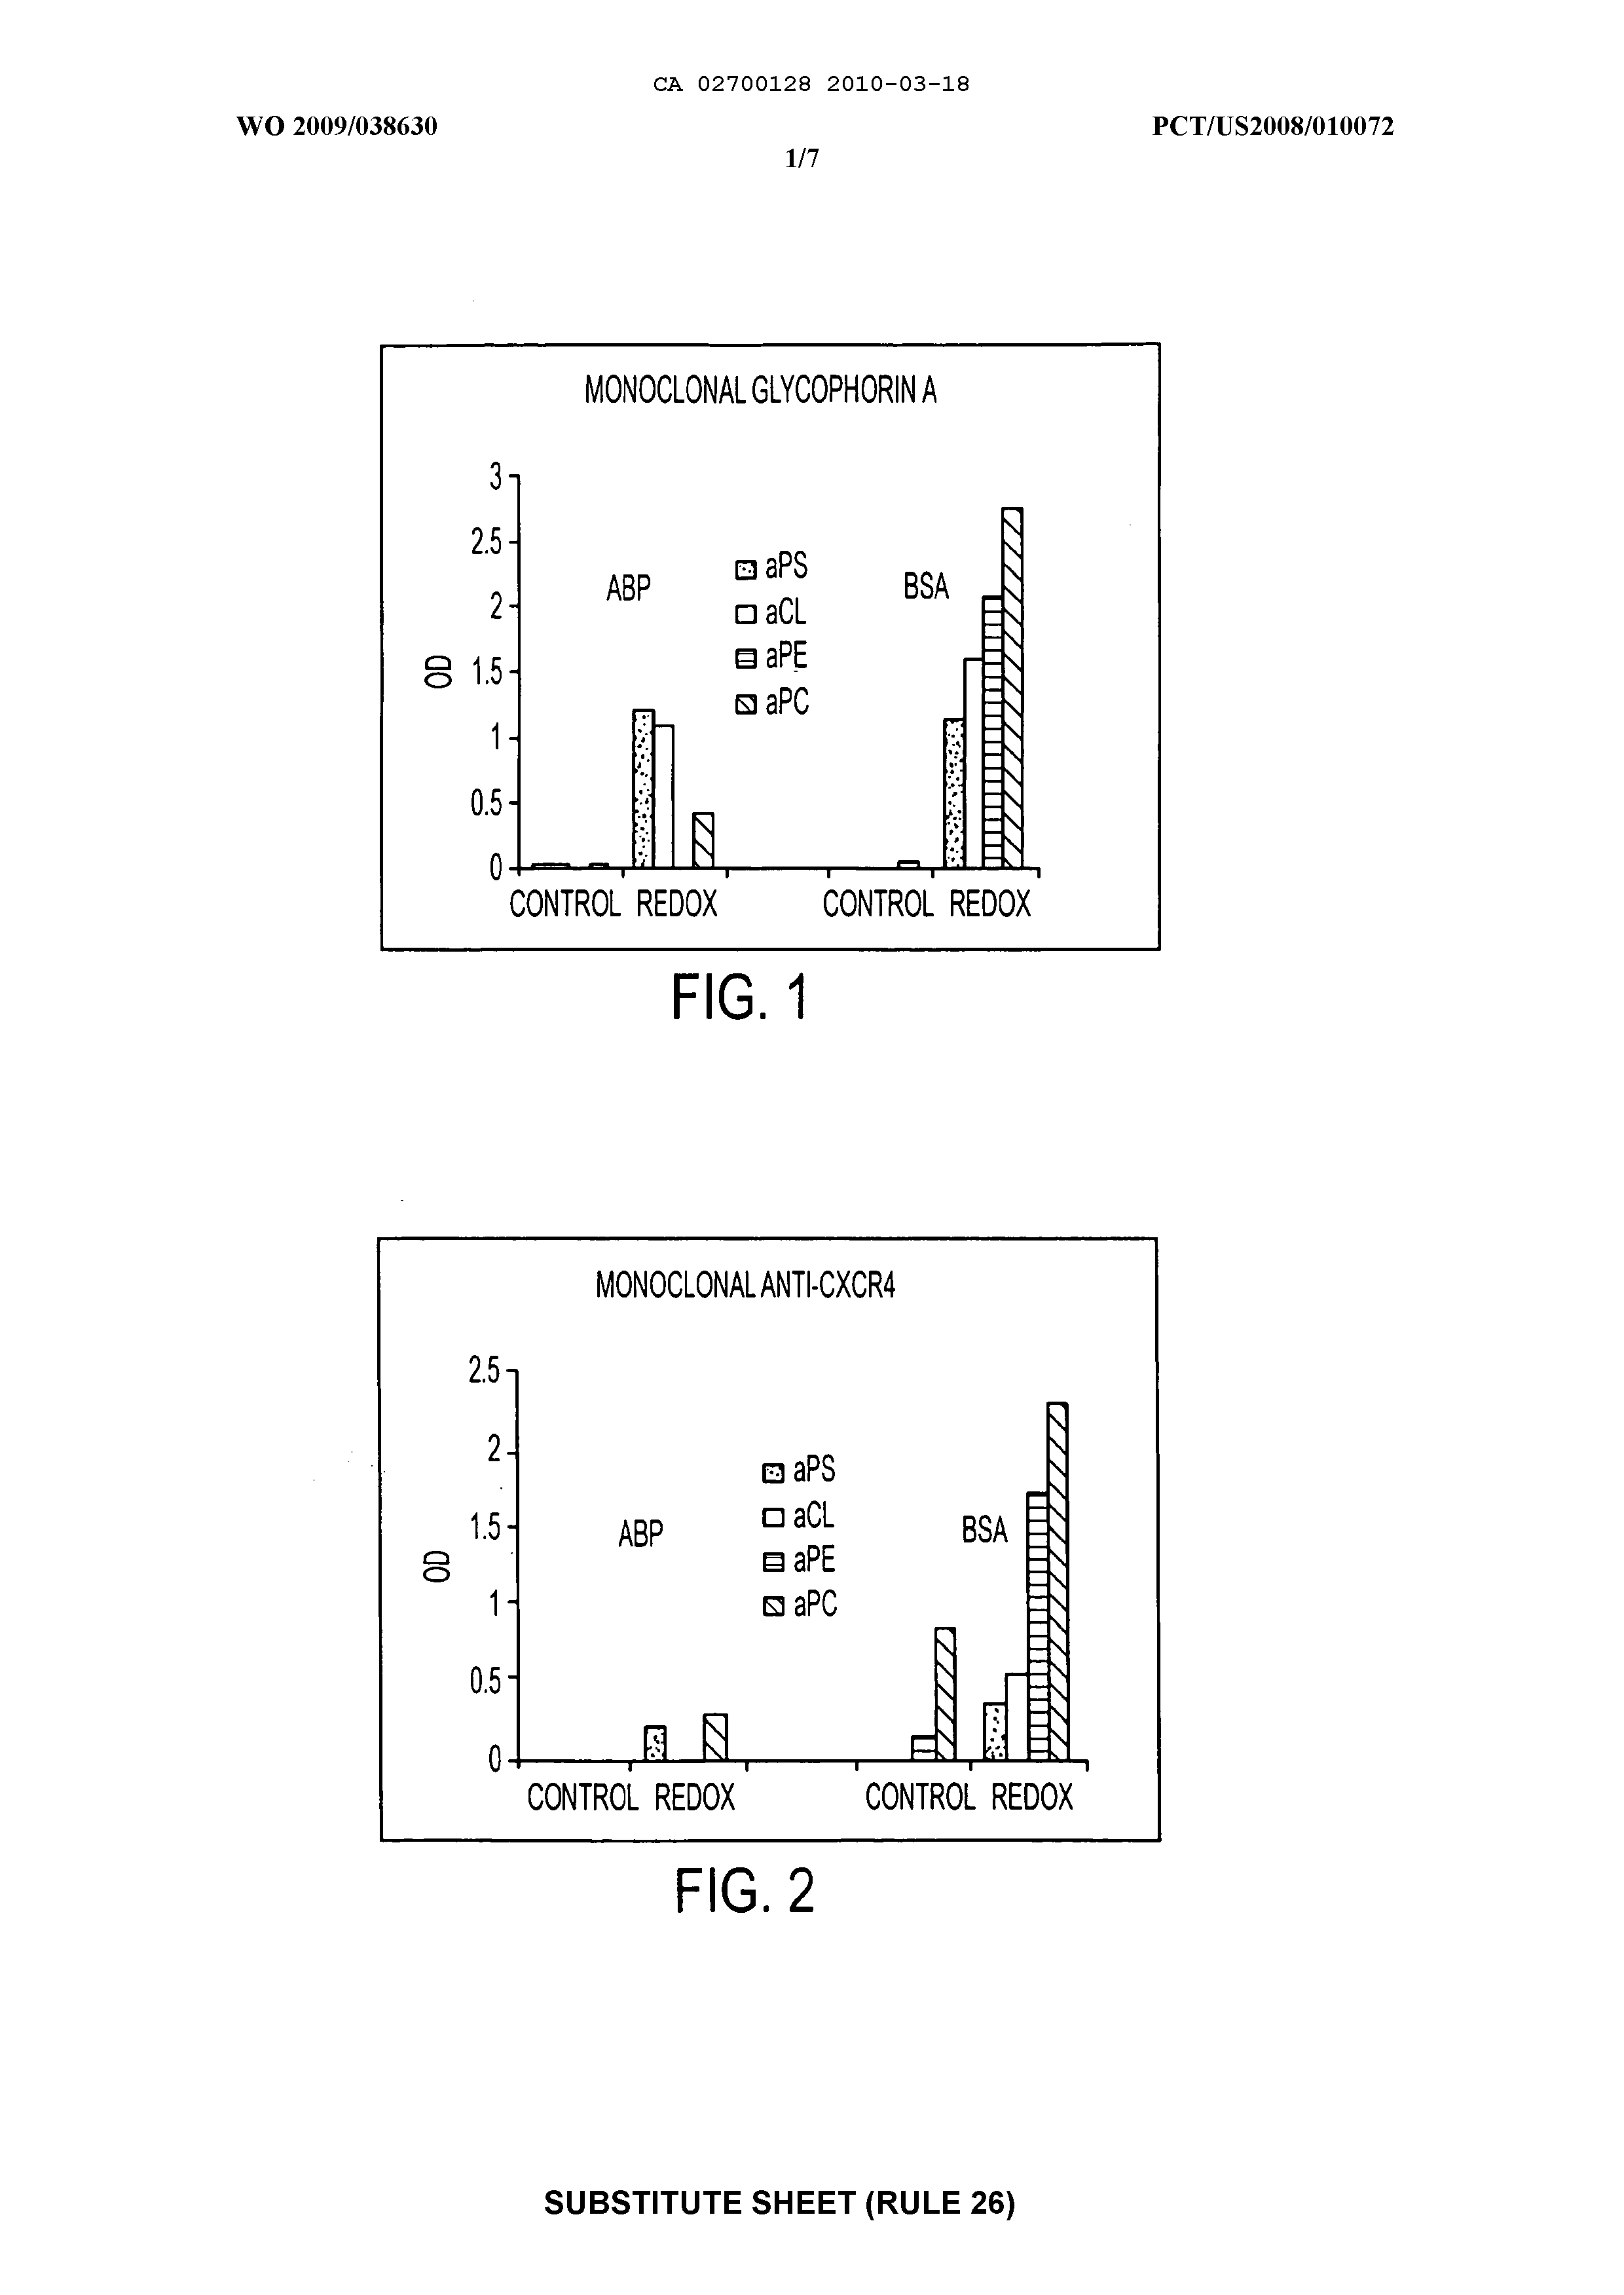 CA 02700128 2010-03-18
WO 2009/038630 PCT/US2008/010072
1/7
MONOCLONAL GLYCOPHORIN A
3
2.5
2
1.5
1
0.5
0
OD
ABP
aPS
aCL
aPE
aPC
BSA
CONTROL REDOX CONTROL REDOX
FIG. 1
MONOCLONAL ANTI-CXCR4
2.5
2
1.5
1
0.5
0
OD
ABP
aPS
aCL
aPE
aPC
BSA
CONTROL REDOX CONTROL REDOX
FIG. 2
SUBSTITUTE SHEET (RULE 26)